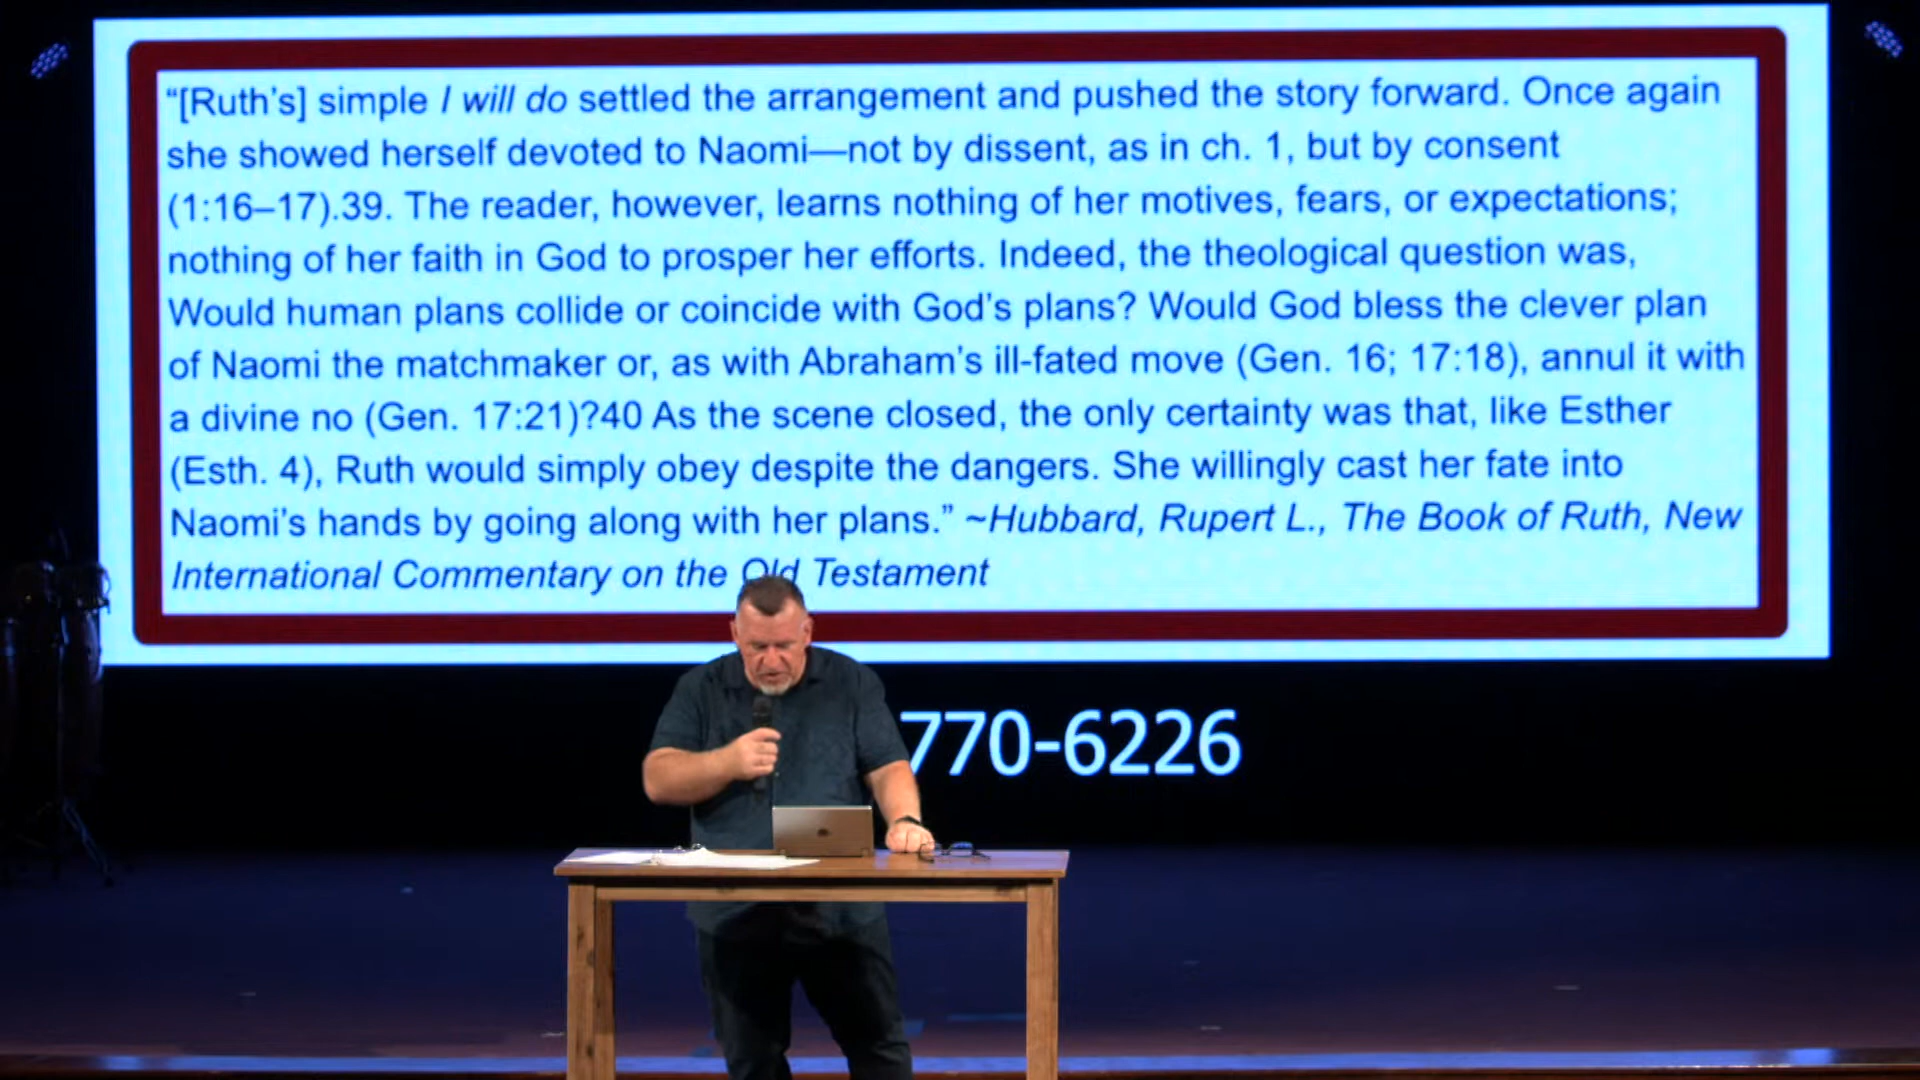 “[Ruth’s] simple I will do settled the arrangement and pushed the story forward. Once again
she showed herself devoted to Naomi—not by dissent, as in ch. 1, but by consent
(1:16–17).39. The reader, however, learns nothing of her motives, fears, or expectations;
nothing of her faith in God to prosper her efforts. Indeed, the theological question was,
Would human plans collide or coincide with God’s plans? Would God bless the clever plan
of Naomi the matchmaker or, as with Abraham’s ill-fated move (Gen. 16; 17:18), annul it with
a divine no (Gen. 17:21)?40 As the scene closed, the only certainty was that, like Esther
(Esth. 4), Ruth would simply obey despite the dangers. She willingly cast her fate into
Naomi’s hands by going along with her plans.” ~Hubbard, Rupert L., The Book of Ruth, New
International Commentary on the Old Testament
770-6226